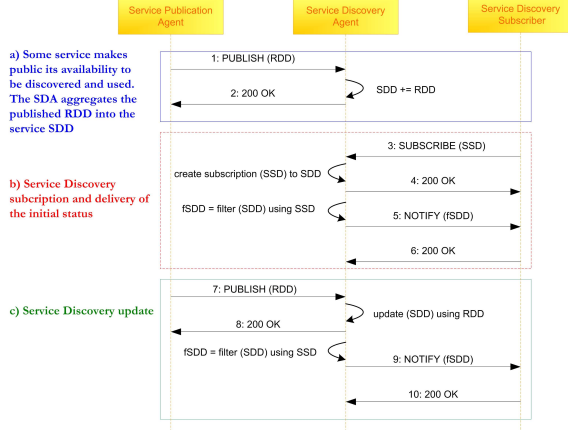 Service Publication
Agent
Service Discovery
Agent
Service Discovery
Subscriber
a) Some service makes
public its availability to
be discovered and used.
The SDA aggregates the
published RDD into the
service SDD
1: PUBLISH (RDD)
SDD += RDD
2: 200 OK
b) Service Discovery
subcription and delivery of
the initial status
3: SUBSCRIBE (SSD)
create subscription (SSD) to SDD
4: 200 OK
fSDD = filter (SDD) using SSD
5: NOTIFY (fSDD)
6: 200 OK
c) Service Discovery update
7: PUBLISH (RDD)
update (SDD) using RDD
8: 200 OK
fSDD = filter (SDD) using SSD
9: NOTIFY (fSDD)
10: 200 OK